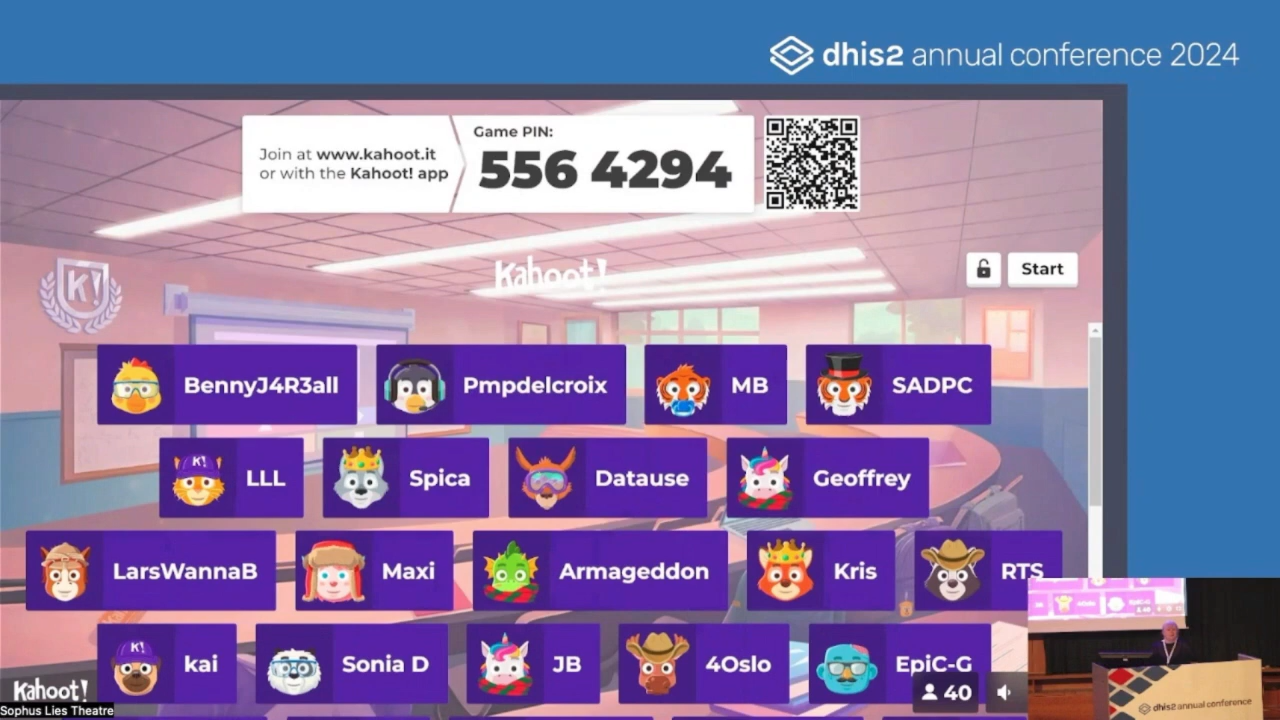 dhis2 annual conference 2024
Join at www.kahoot.it
or with the Kahoot! app
Game PIN:
556 4294
Kahoot!
Start
K!
BennyJ4R3all
Pmpdelcroix
MB
SADPC
K!
LLL
Spica
Datause
Geoffrey
LarsWannaB
Maxi
Armageddon
Kris
RTS
K!
kai
Sonia D
JB
4Oslo
EpiC-G
40
Kahoot!
Sophus Lies Theatre
dhis2 annual conference